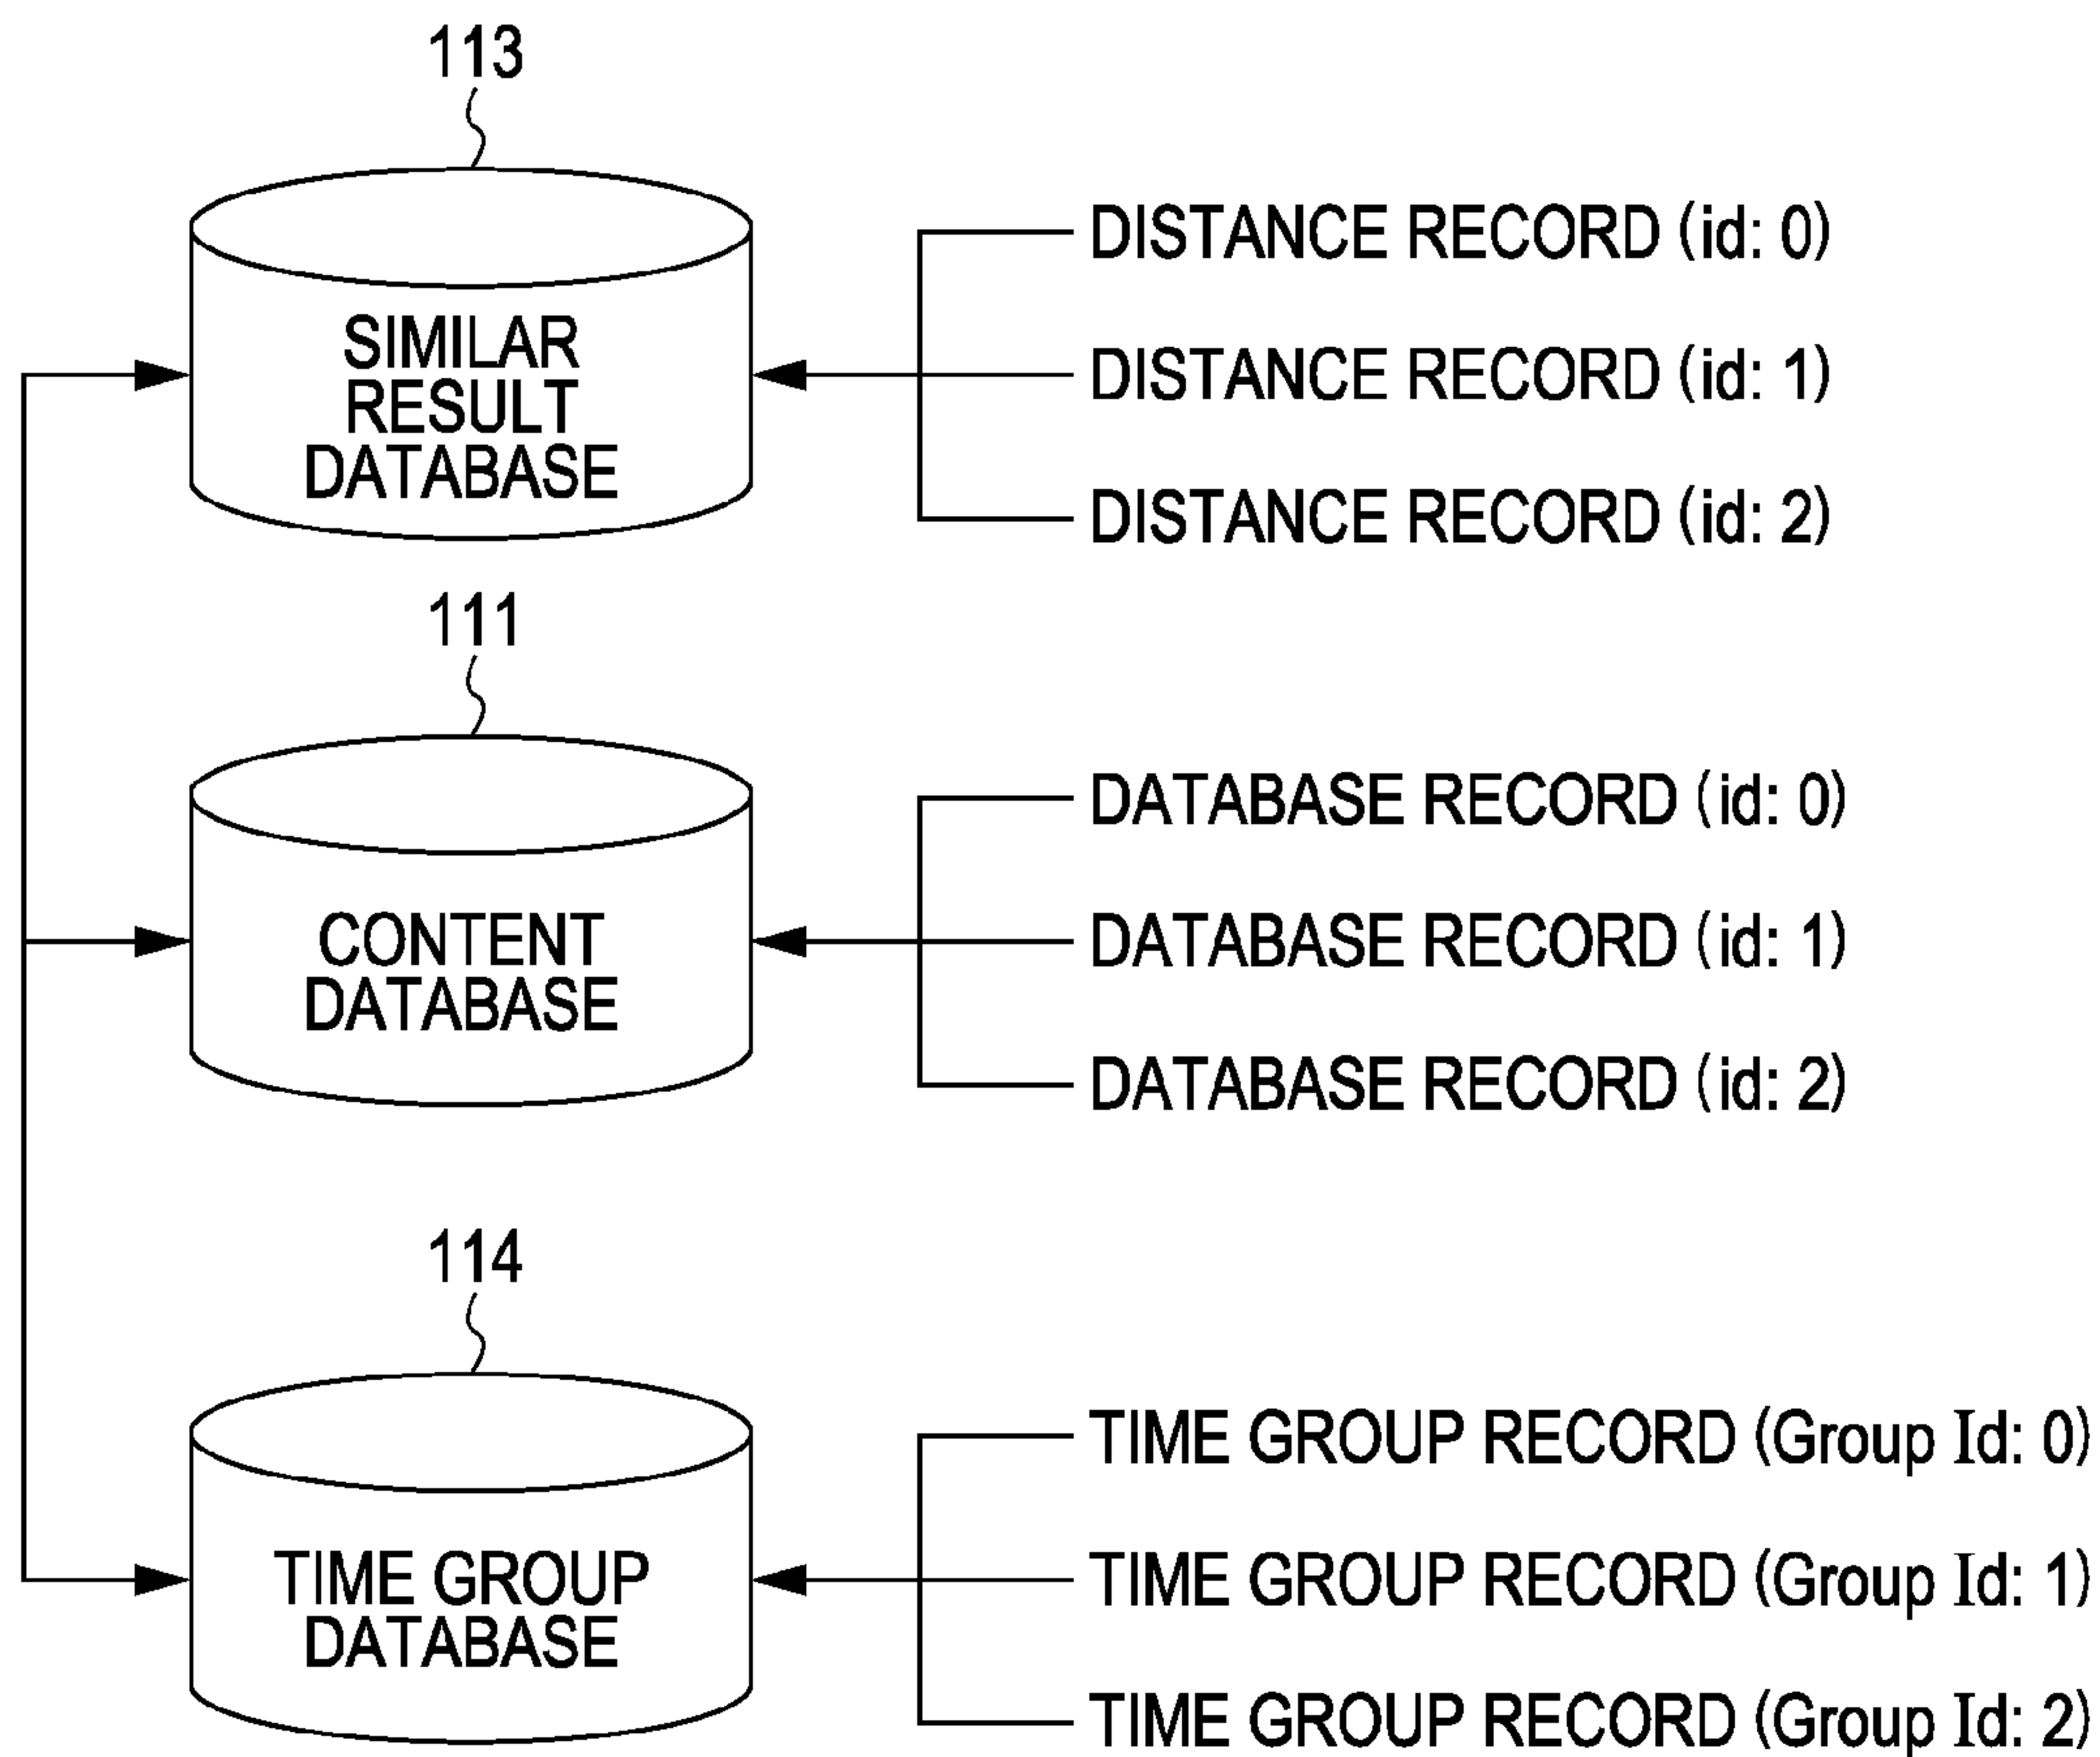 113
DISTANCE RECORD (id: 0)
SIMILAR
RESULT
DATABASE
DISTANCE RECORD (id: 1)
DISTANCE RECORD (id: 2)
111
DATABASE RECORD (id: 0)
CONTENT
DATABASE
DATABASE RECORD (id: 1)
DATABASE RECORD (id: 2)
114
TIME GROUP RECORD (Group Id: 0)
TIME GROUP
DATABASE
TIME GROUP RECORD (Group Id: 1)
TIME GROUP RECORD (Group Id: 2)